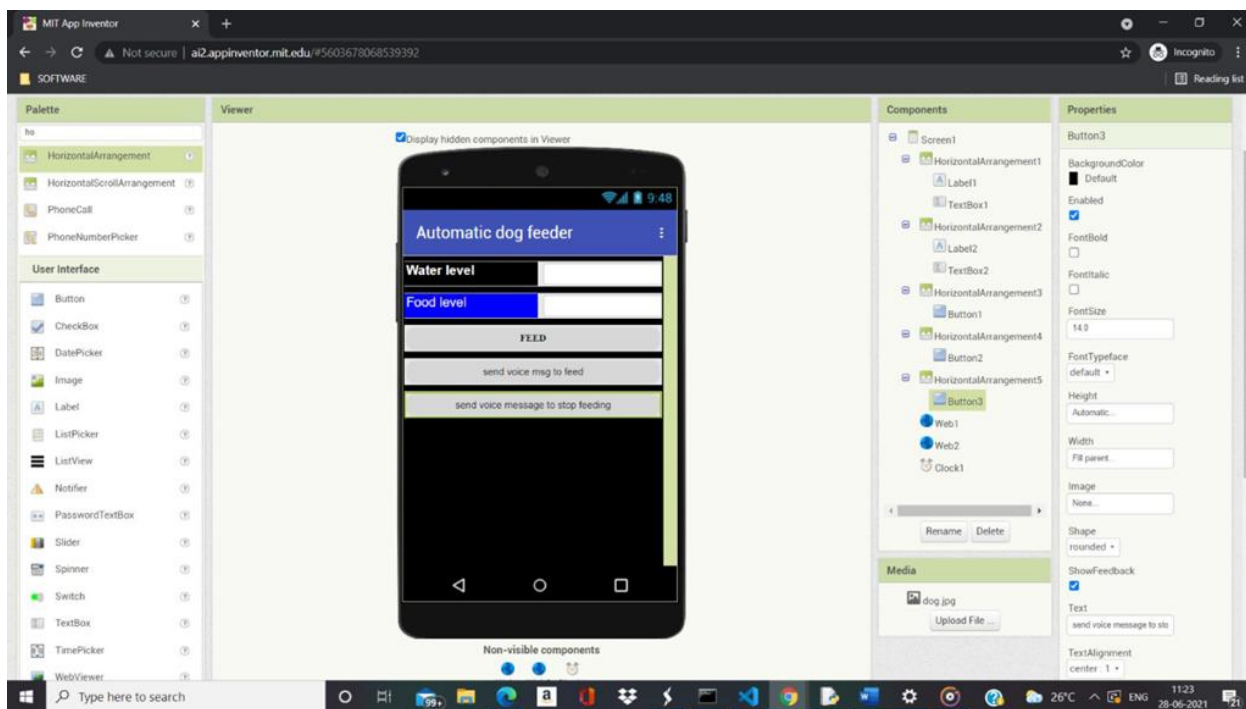 MIT App Inventor
Not secure | ai2.appinventor.mit.edu/#5603678068539392
Incognito
SOFTWARE
Reading list
Palette
ho
HorizontalArrangement
HorizontalScrollArrangement
PhoneCall
PhoneNumberPicker
User Interface
Button
CheckBox
DatePicker
Image
Label
ListPicker
ListView
Notifier
PasswordTextBox
Slider
Spinner
Switch
TextBox
TimePicker
WebViewer
Viewer
Display hidden components in Viewer
9:48
Automatic dog feeder
Water level
Food level
FEED
send voice msg to feed
send voice message to stop feeding
Non-visible components
Components
Screen1
HorizontalArrangement1
Label1
TextBox1
HorizontalArrangement2
Label2
TextBox2
HorizontalArrangement3
Button1
HorizontalArrangement4
Button2
HorizontalArrangement5
Button3
Web1
Web2
Clock1
Rename Delete
Media
dog.jpg
Upload File ...
Properties
Button3
BackgroundColor
Default
Enabled
FontBold
FontItalic
FontSize
14.0
FontTypeface
default
Height
Automatic...
Width
Fill parent...
Image
None...
Shape
rounded
ShowFeedback
Text
send voice message to sto
TextAlignment
center : 1
Type here to search
99+
26°C
ENG
11:23
28-06-2021
21